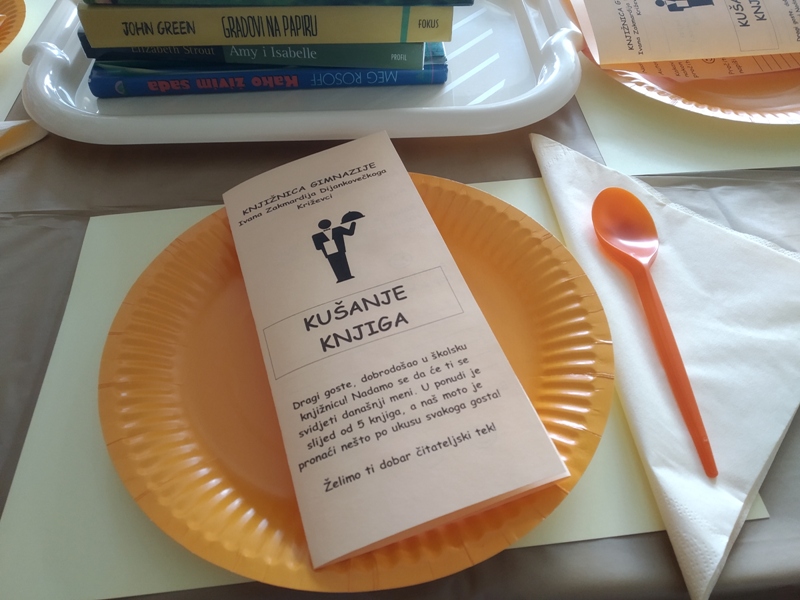 JOHN GREEN GRADOVI NA PAPIRU FOKUS
Elizabeth Strout Amy i Isabelle PROFIL
MEG ROSOFF Kako živim sada
KNJIŽNICA GIMNAZIJE
Ivana Zakmardija Dijankovečkoga
Križevci
KUŠANJE
KNJIGA
Dragi goste, dobrodošao u školsku
knjižnicu! Nadamo se da će ti se
svidjeti današnji meni. U ponudi je
slijed od 5 knjiga, a naš moto je
pronaći nešto po ukusu svakoga gosta!
Želimo ti dobar čitateljski tek!
KNJIŽNICA
Ivana Zakmardija